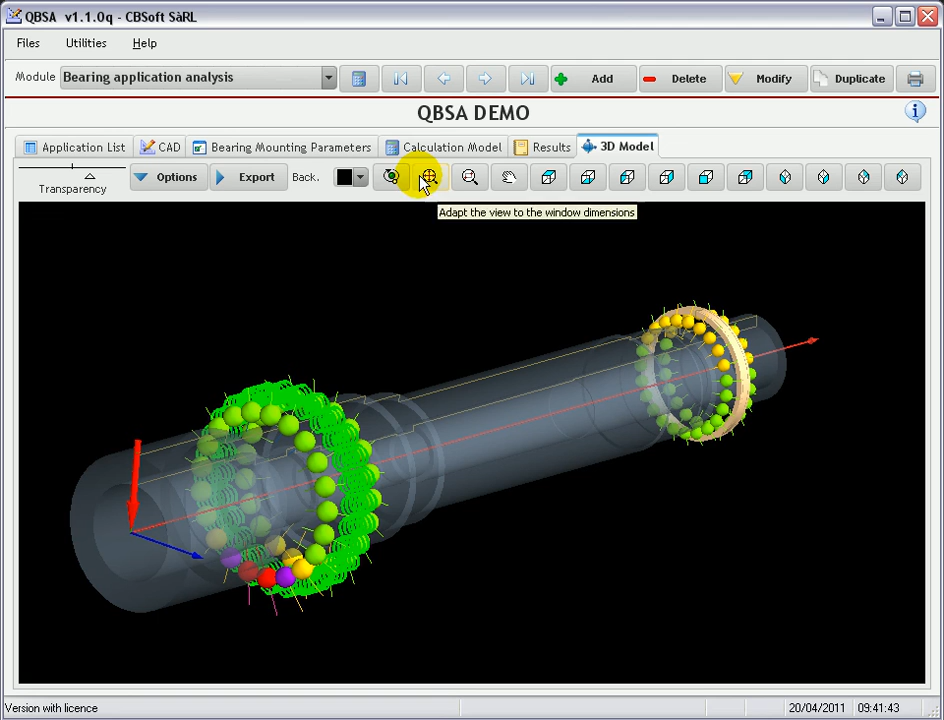 QBSA v1.1.0q - CBSoft SàRL
Files Utilities Help
Module Bearing application analysis Add Delete Modify Duplicate
QBSA DEMO
Application List CAD Bearing Mounting Parameters Calculation Model Results 3D Model
Transparency Options Export Back.
Adapt the view to the window dimensions
Version with licence 20/04/2011 09:41:43